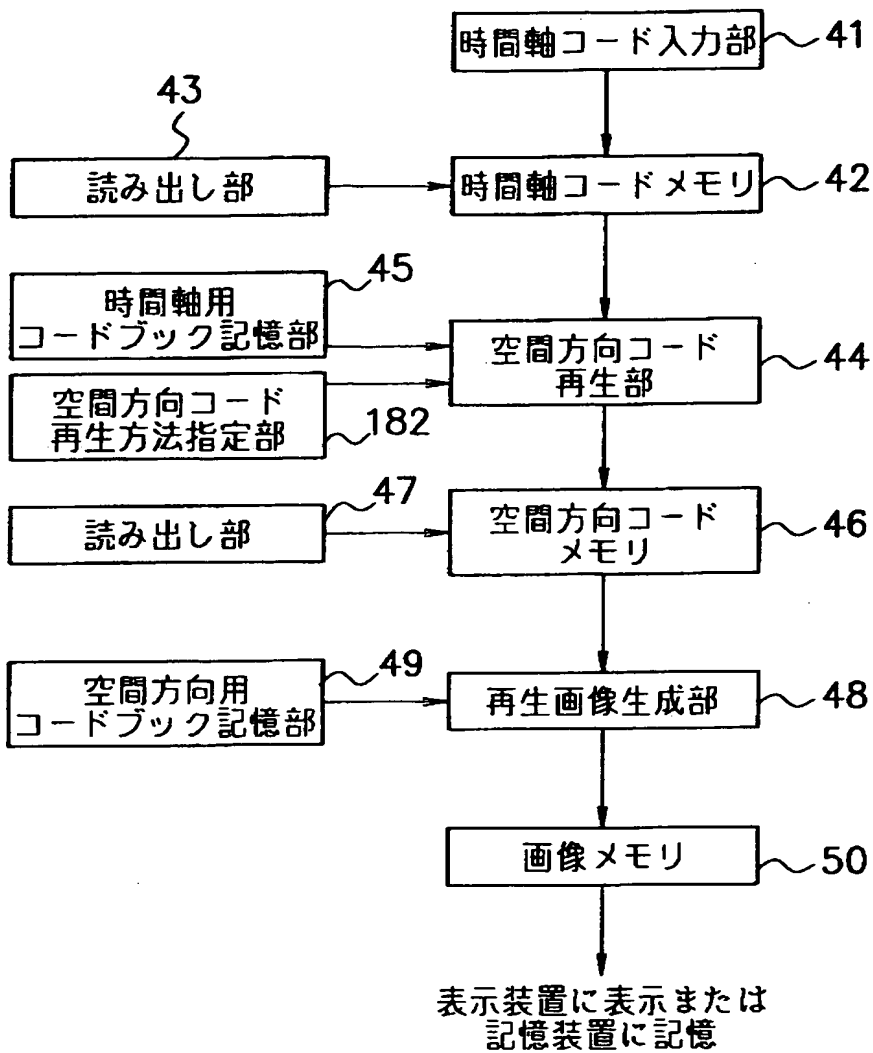 時間軸コード入力部
41
43
読み出し部
時間軸コードメモリ
42
45
時間軸用
コードブック記憶部
空間方向コード
再生部
44
空間方向コード
再生方法指定部
182
47
読み出し部
空間方向コード
メモリ
46
49
空間方向用
コードブック記憶部
再生画像生成部
48
画像メモリ
50
表示装置に表示または
記憶装置に記憶